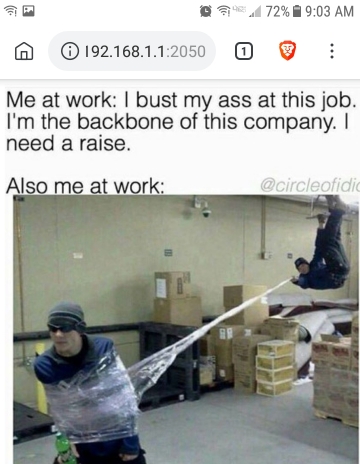 72% 9:03 AM
192.168.1.1:2050 1
Me at work: I bust my ass at this job.
I'm the backbone of this company. I
need a raise.
Also me at work: @circleofidio